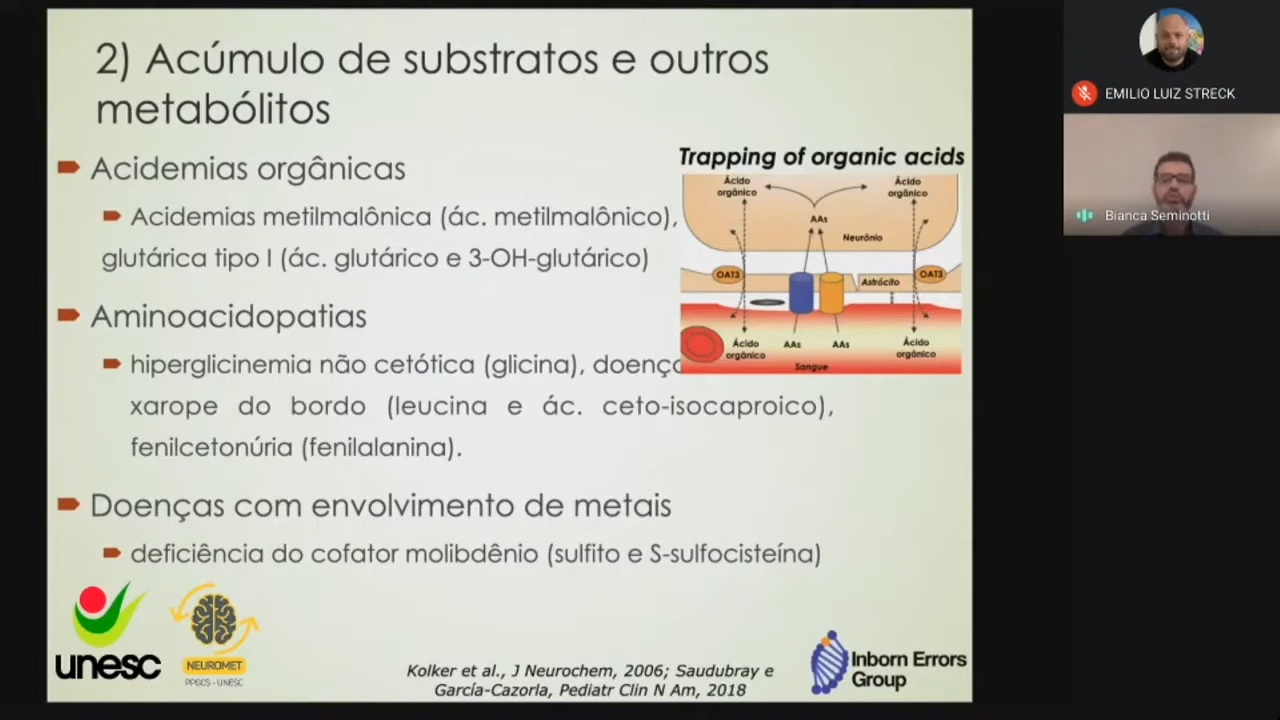 2) Acúmulo de substratos e outros
metabólitos
Acidemias orgânicas
Acidemias metilmalônica (ác. metilmalônico),
glutárica tipo I (ác. glutárico e 3-OH-glutárico)
Aminoacidopatias
hiperglicinemia não cetótica (glicina), doenç
xarope do bordo (leucina e ác. ceto-isocaproico),
fenilcetonúria (fenilalanina).
Doenças com envolvimento de metais
deficiência do cofator molibdênio (sulfito e S-sulfocisteína)
Trapping of organic acids
Ácido
orgânico
Ácido
orgânico
AAs
Neurônio
OAT3
Astrócito
OAT3
Ácido
orgânico
AAs
AAs
Ácido
orgânico
Sangue
unesc
NEUROMET
PPGCS - UNESC
Kolker et al., J Neurochem, 2006; Saudubray e
García-Cazorla, Pediatr Clin N Am, 2018
Inborn Errors
Group
EMILIO LUIZ STRECK
Bianca Seminotti